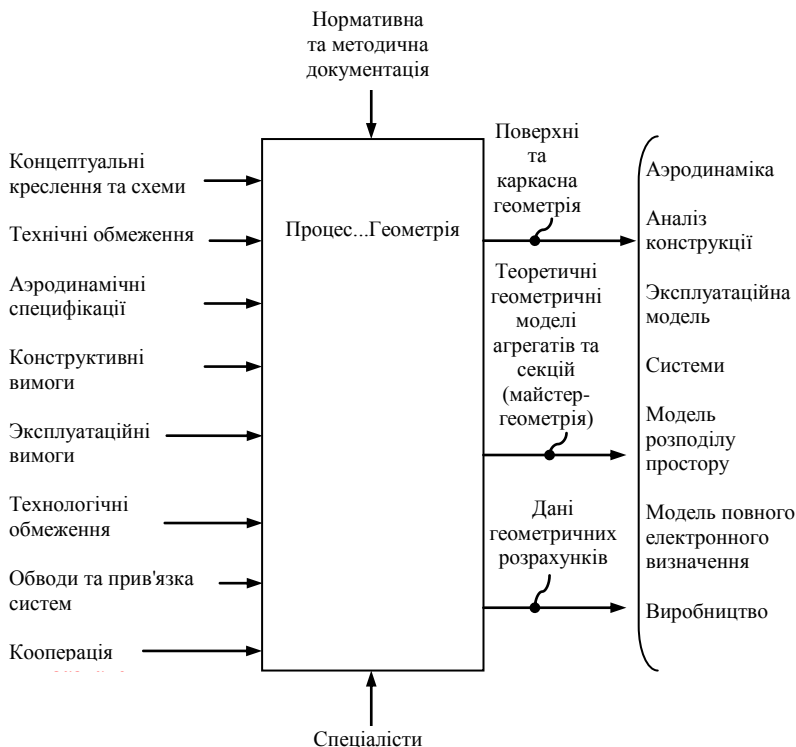 Нормативна
та методична
документація
Концептуальні
креслення та схеми
Технічні обмеження
Аэродинамічні
специфікації
Конструктивні
вимоги
Эксплуатаційні
вимоги
Технологічні
обмеження
Обводи та прив'язка
систем
Кооперація
Процес...Геометрія
Поверхні
та
каркасна
геометрія
Теоретичні
геометричні
моделі
агрегатів та
секцій
(майстер-
геометрія)
Дані
геометричних
розрахунків
Аэродинаміка
Аналіз
конструкції
Эксплуатаційна
модель
Системи
Модель
розподілу
простору
Модель повного
електронного
визначення
Виробництво
Спеціалісти